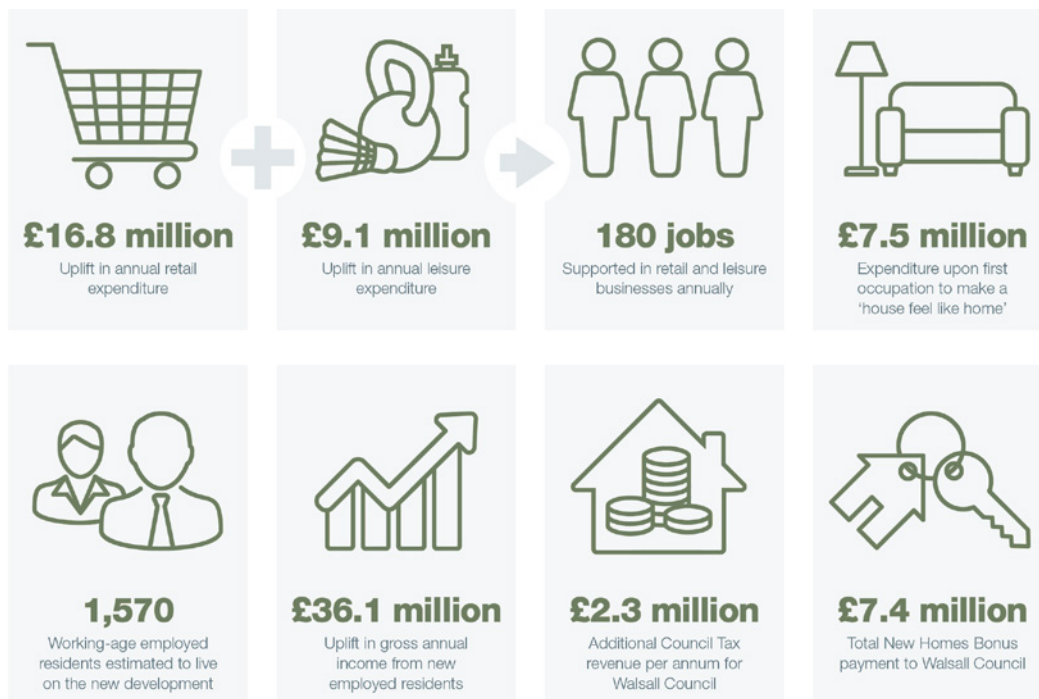 £16.8 million
Uplift in annual retail
expenditure
£9.1 million
Uplift in annual leisure
expenditure
180 jobs
Supported in retail and leisure
businesses annually
£7.5 million
Expenditure upon first
occupation to make a
‘house feel like home’
1,570
Working-age employed
residents estimated to live
on the new development
£36.1 million
Uplift in gross annual
income from new
employed residents
£2.3 million
Additional Council Tax
revenue per annum for
Walsall Council
£7.4 million
Total New Homes Bonus
payment to Walsall Council